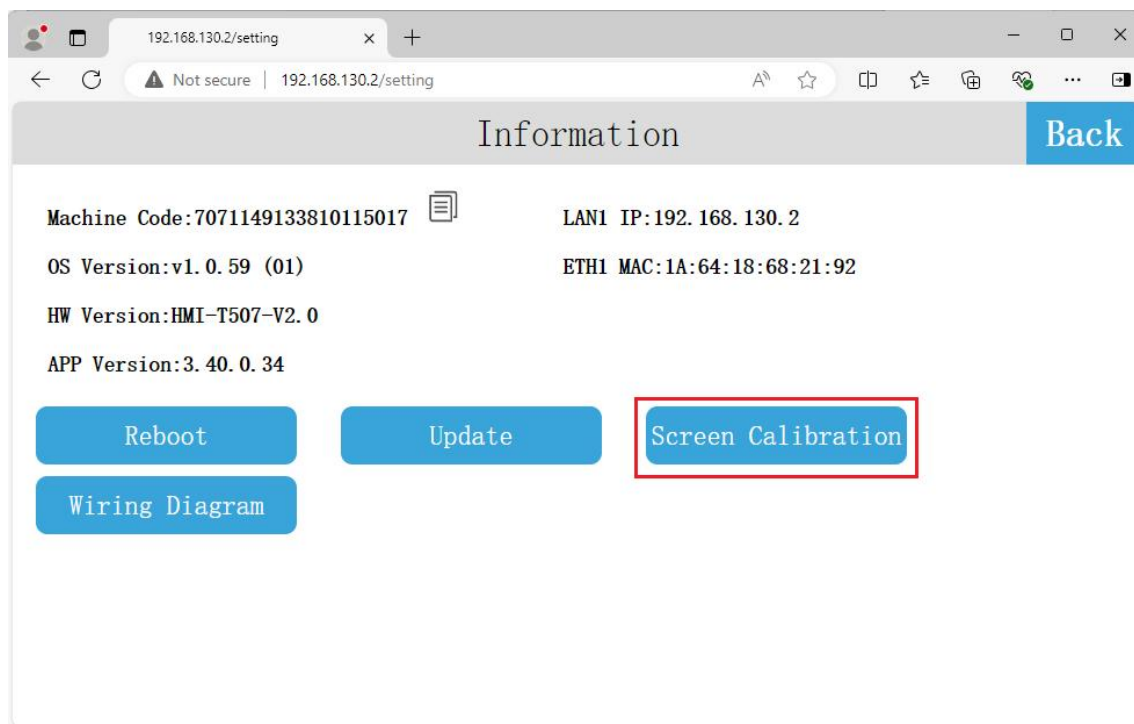 192.168.130.2/setting
Not secure | 192.168.130.2/setting
Information
Back
Machine Code:7071149133810115017
LAN1 IP:192.168.130.2
OS Version:v1.0.59 (01)
ETH1 MAC:1A:64:18:68:21:92
HW Version:HMI-T507-V2.0
APP Version:3.40.0.34
Reboot
Update
Screen Calibration
Wiring Diagram